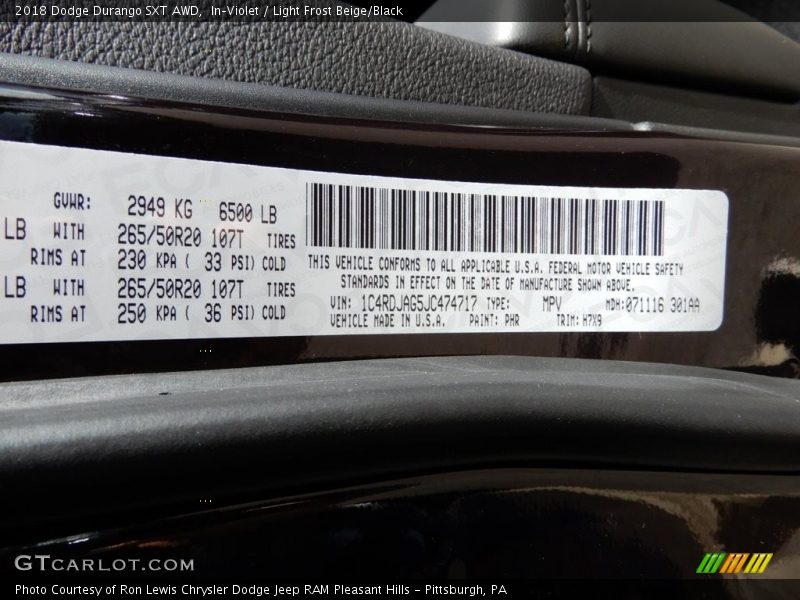 2018 Dodge Durango SXT AWD, In-Violet / Light Frost Beige/Black
GVWR: 2949 KG 6500 LB
LB WITH 265/50R20 107T TIRES
RIMS AT 230 KPA ( 33 PSI) COLD
LB WITH 265/50R20 107T TIRES
RIMS AT 250 KPA ( 36 PSI) COLD
THIS VEHICLE CONFORMS TO ALL APPLICABLE U.S.A. FEDERAL MOTOR VEHICLE SAFETY
STANDARDS IN EFFECT ON THE DATE OF MANUFACTURE SHOWN ABOVE.
VIN: 1C4RDJAG5JC474717 TYPE: MPV MDH:071116 301AA
VEHICLE MADE IN U.S.A. PAINT: PHR TRIM: H7X9
GTCARLOT.COM
Photo Courtesy of Ron Lewis Chrysler Dodge Jeep RAM Pleasant Hills - Pittsburgh, PA